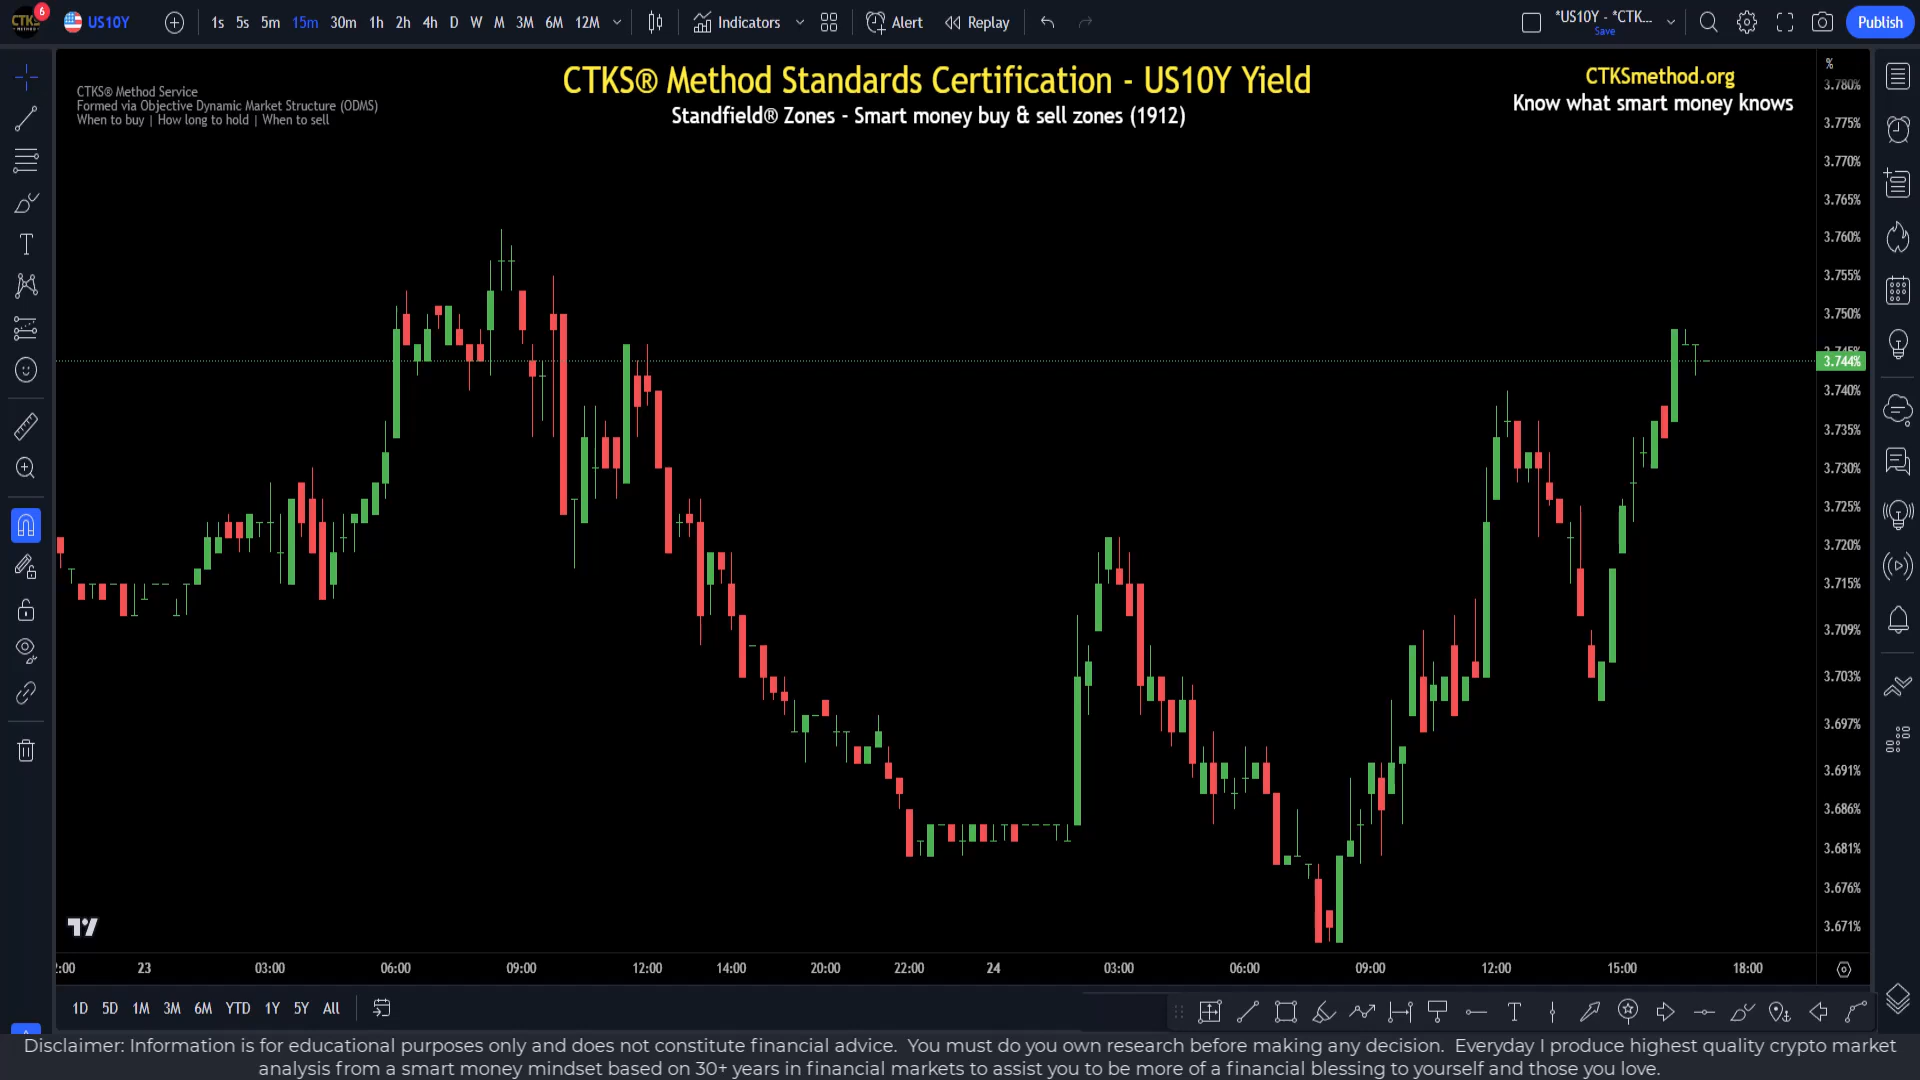 CTKS METHOD
6
US10Y
1s 5s 5m 15m 30m 1h 2h 4h D W M 3M 6M 12M
Indicators
Alert
Replay
*US10Y - *CTK...
Save
Publish
CTKS® Method Service
Formed via Objective Dynamic Market Structure (ODMS)
When to buy | How long to hold | When to sell
CTKS® Method Standards Certification - US10Y Yield
Standfield® Zones - Smart money buy & sell zones (1912)
CTKSmethod.org
Know what smart money knows
%
3.780%
3.775%
3.770%
3.765%
3.760%
3.755%
3.750%
3.745%
3.744%
3.740%
3.735%
3.730%
3.725%
3.720%
3.715%
3.709%
3.703%
3.697%
3.691%
3.686%
3.681%
3.676%
3.671%
:00 23 03:00 06:00 09:00 12:00 14:00 20:00 22:00 24 03:00 06:00 09:00 12:00 15:00 18:00
1D 5D 1M 3M 6M YTD 1Y 5Y All
Disclaimer: Information is for educational purposes only and does not constitute financial advice. You must do you own research before making any decision. Everyday I produce highest quality crypto market
analysis from a smart money mindset based on 30+ years in financial markets to assist you to be more of a financial blessing to yourself and those you love.